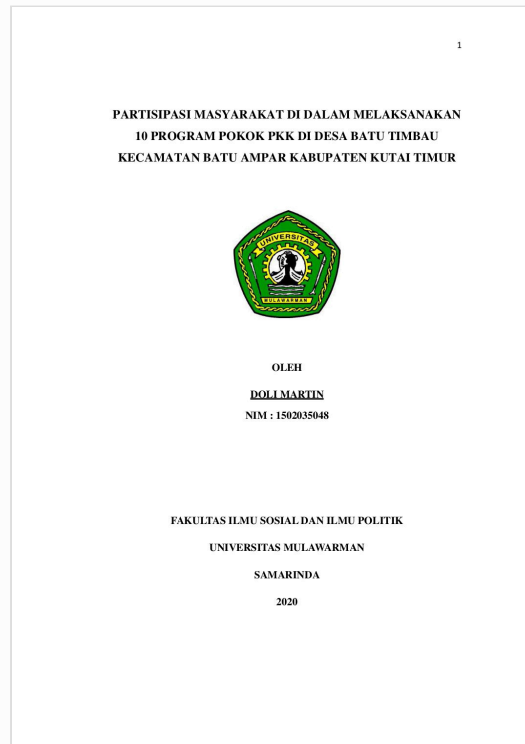 1
PARTISIPASI MASYARAKAT DI DALAM MELAKSANAKAN
10 PROGRAM POKOK PKK DI DESA BATU TIMBAU
KECAMATAN BATU AMPAR KABUPATEN KUTAI TIMUR
UNIVERSITAS
MULAWARMAN
OLEH
DOLI MARTIN
NIM : 1502035048
FAKULTAS ILMU SOSIAL DAN ILMU POLITIK
UNIVERSITAS MULAWARMAN
SAMARINDA
2020